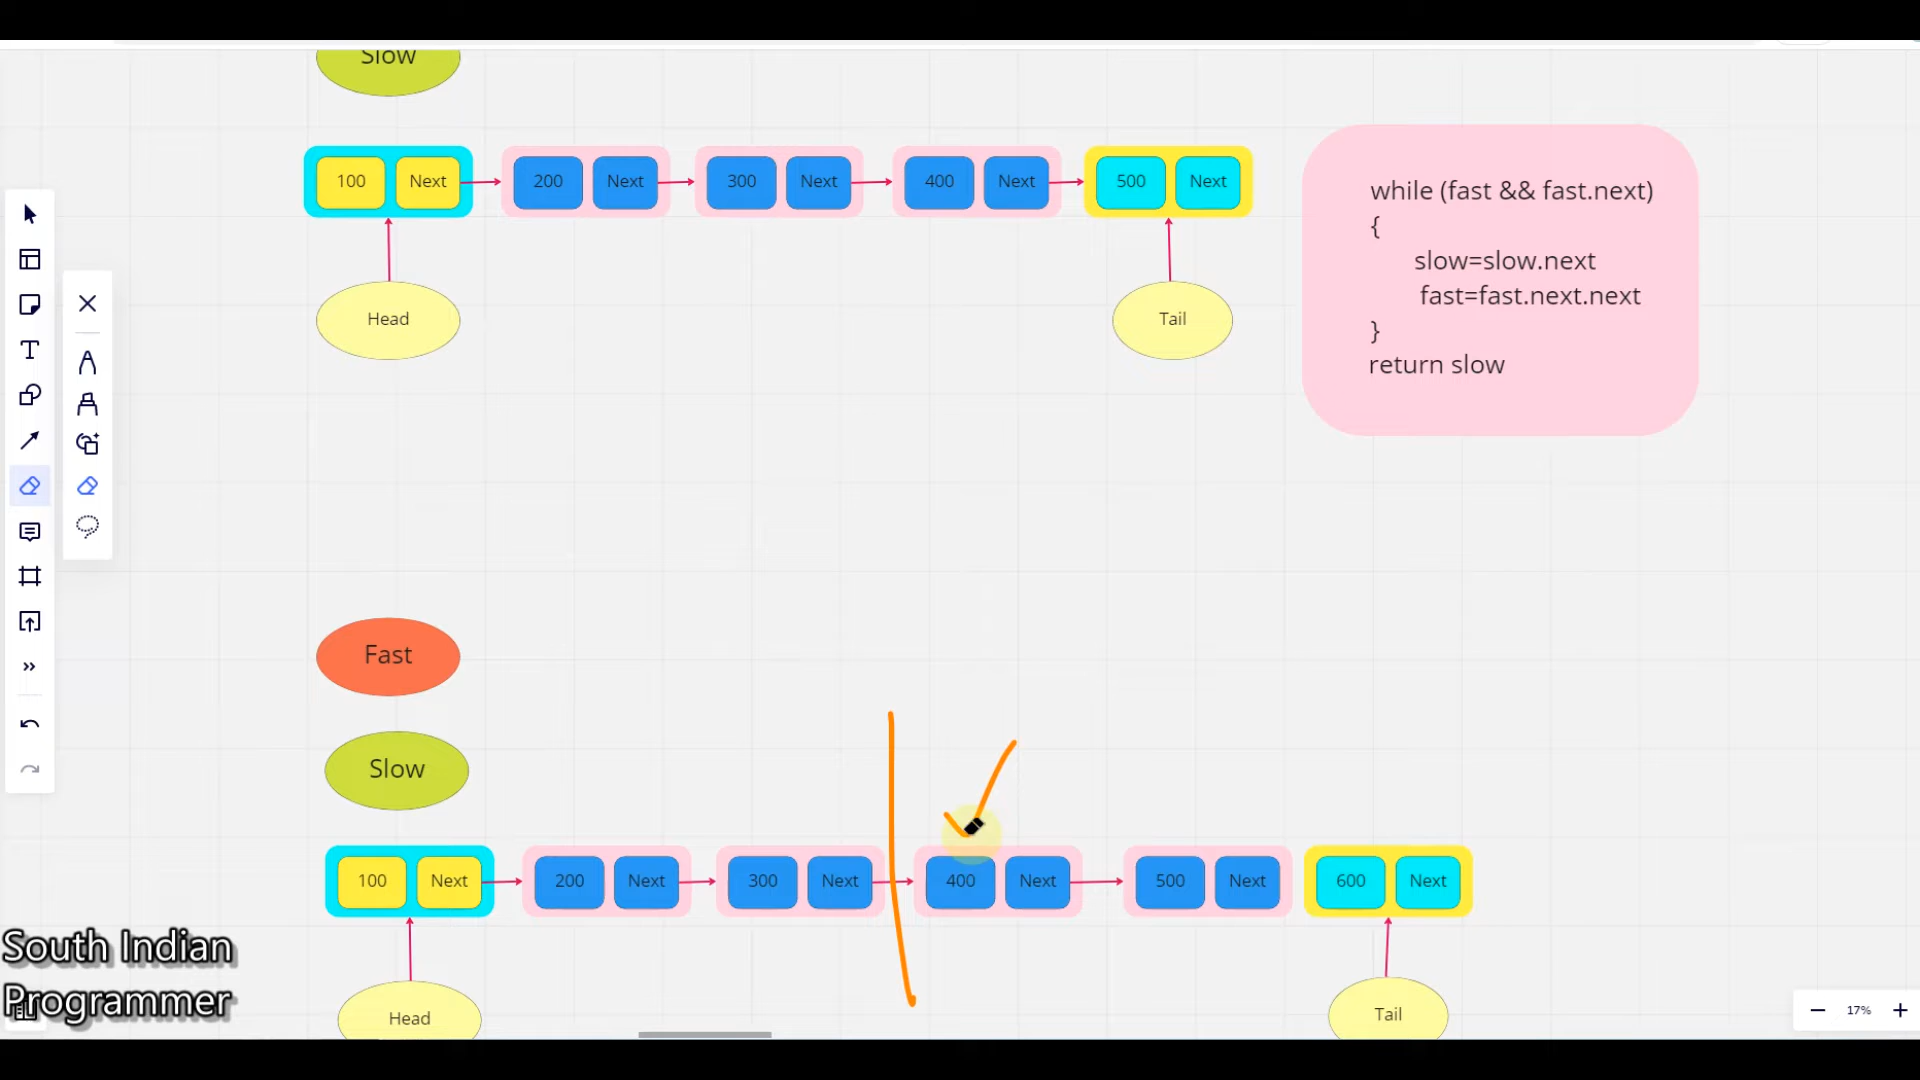 Slow
100 Next 200 Next 300 Next 400 Next 500 Next
Head
Tail
while (fast && fast.next)
{
slow=slow.next
fast=fast.next.next
}
return slow
Fast
Slow
100 Next 200 Next 300 Next 400 Next 500 Next 600 Next
Head
Tail
South Indian
Programmer
17%